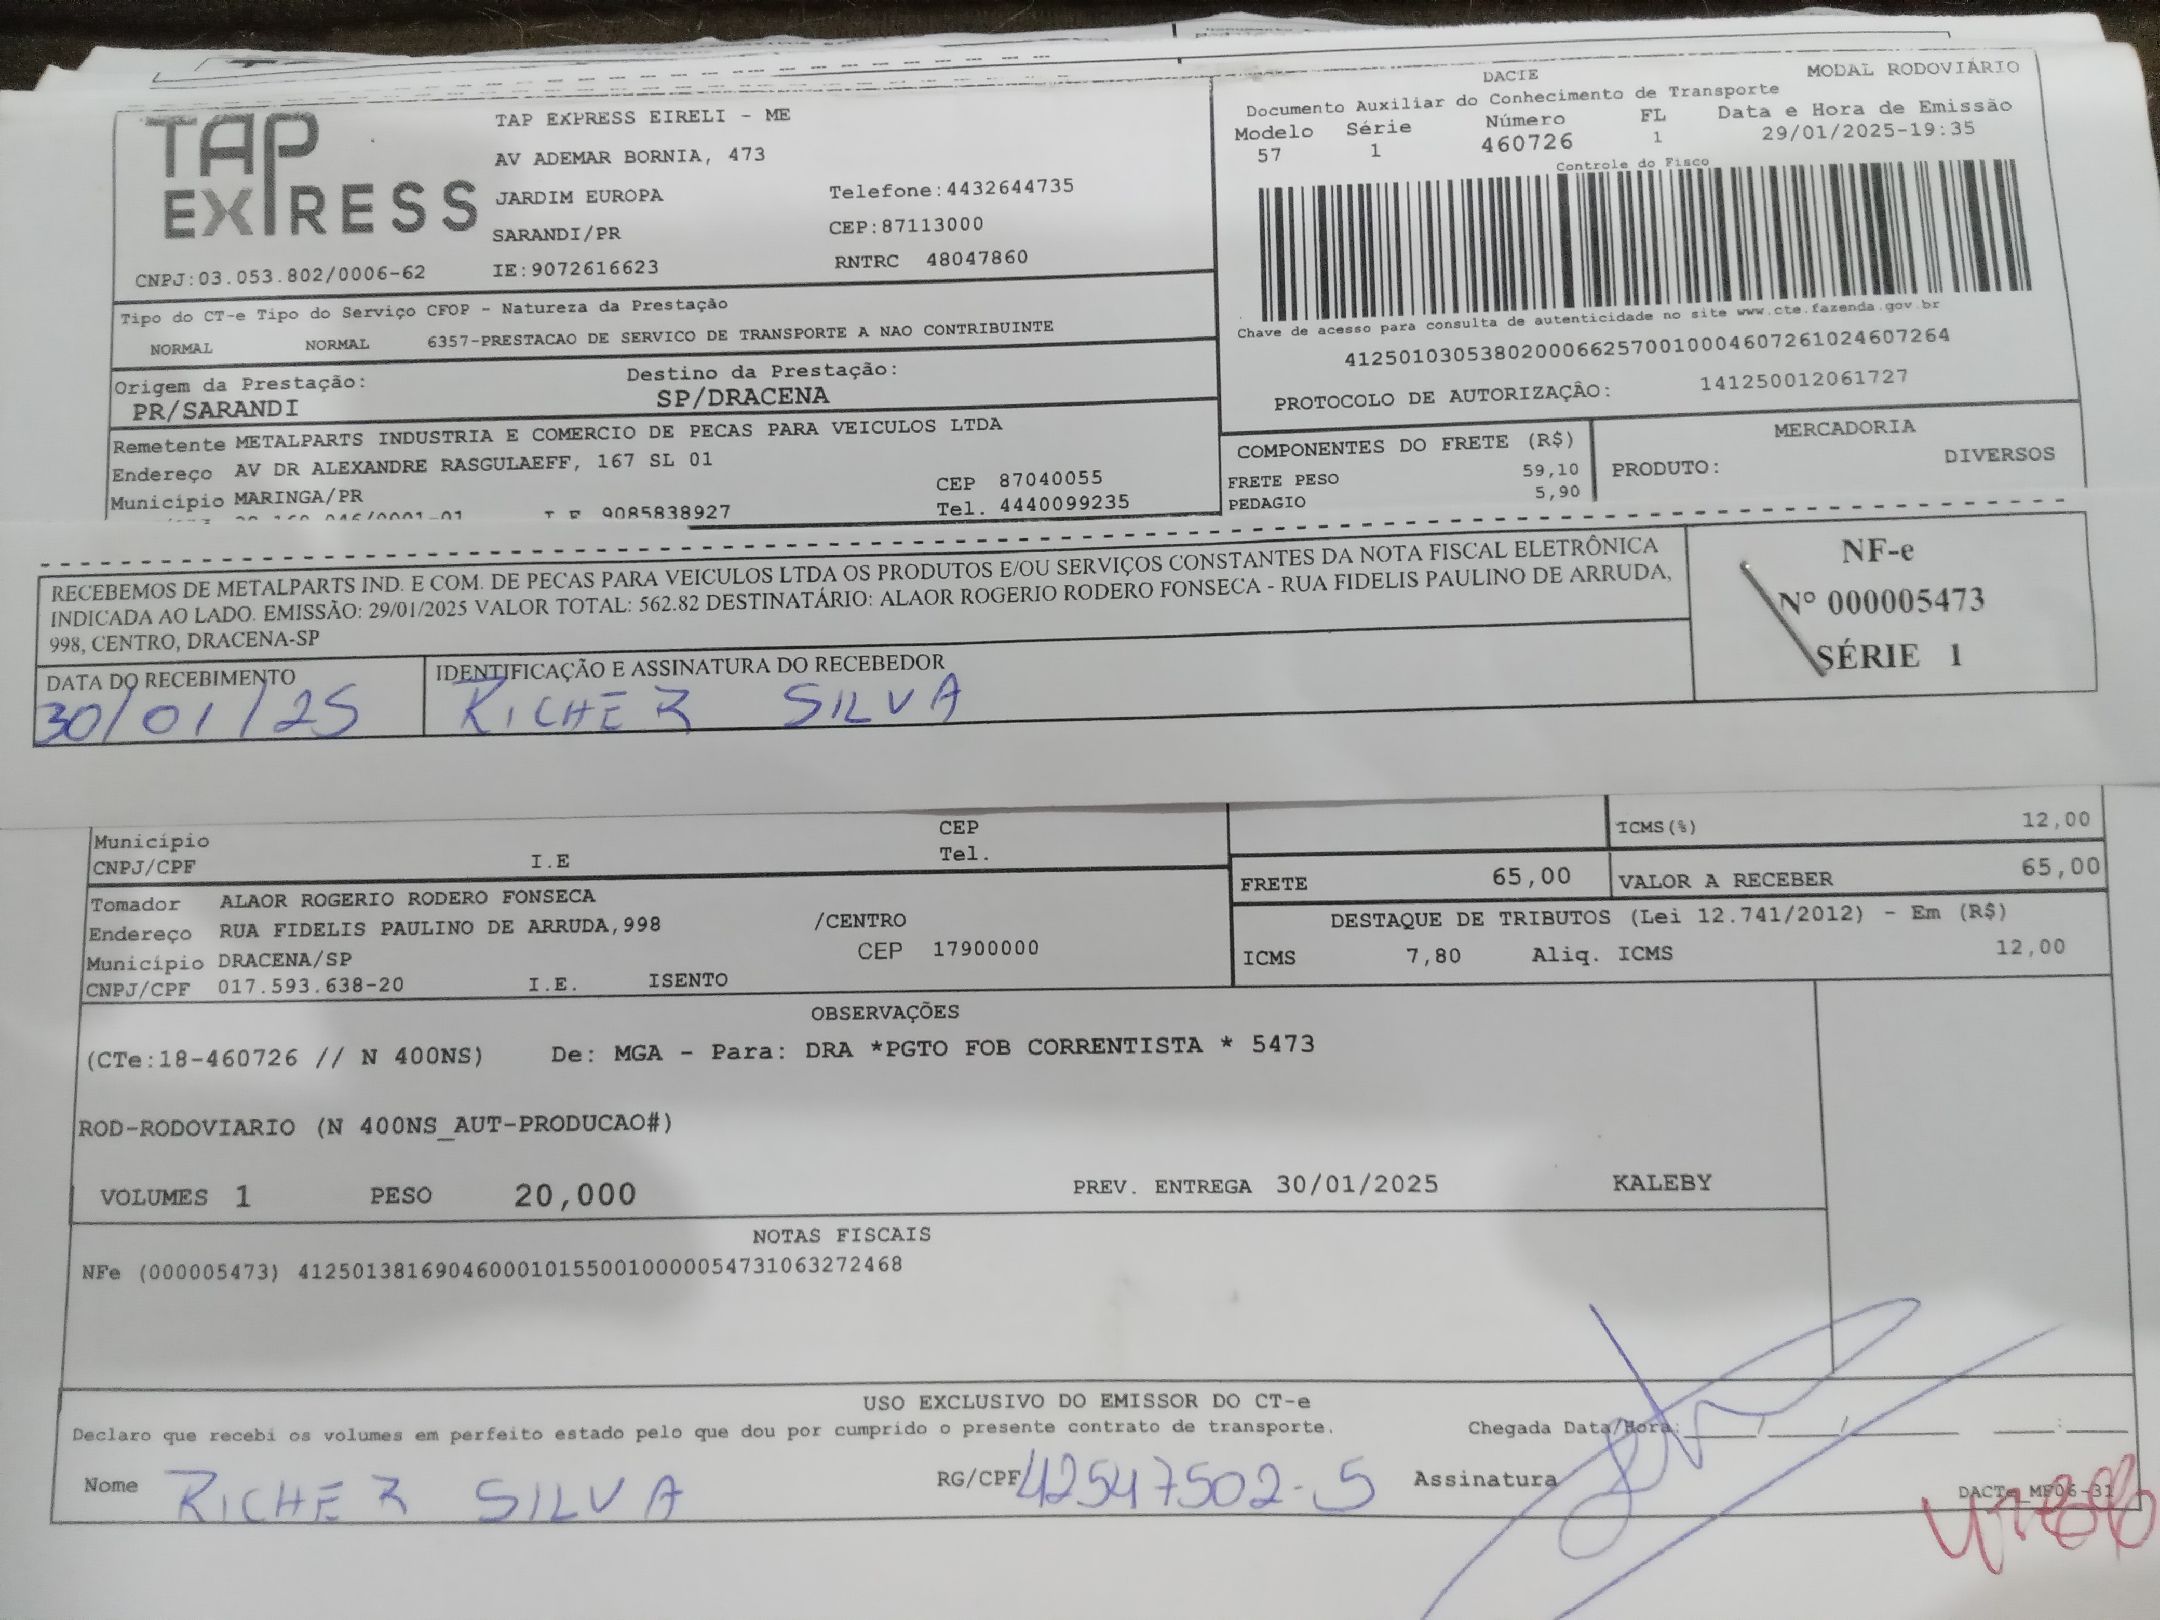 TAP EXPRESS
TAP EXPRESS EIRELI - ME
AV ADEMAR BORNIA, 473
JARDIM EUROPA Telefone:4432644735
SARANDI/PR CEP:87113000
CNPJ:03.053.802/0006-62 IE:9072616623 RNTRC 48047860
DACTE MODAL RODOVIÁRIO
Documento Auxiliar do Conhecimento de Transporte
Modelo Série Número FL Data e Hora de Emissão
57 1 460726 1 29/01/2025-19:35
Controle do Fisco
Chave de acesso para consulta de autenticidade no site www.cte.fazenda.gov.br
41250103053802000662570010004607261024607264
PROTOCOLO DE AUTORIZAÇÃO: 141250012061727
Tipo do CT-e Tipo do Serviço CFOP - Natureza da Prestação
NORMAL NORMAL 6357-PRESTACAO DE SERVICO DE TRANSPORTE A NAO CONTRIBUINTE
Origem da Prestação: Destino da Prestação:
PR/SARANDI SP/DRACENA
Remetente METALPARTS INDUSTRIA E COMERCIO DE PECAS PARA VEICULOS LTDA
Endereço AV DR ALEXANDRE RASGULAEFF, 167 SL 01
CEP 87040055
Município MARINGA/PR
Tel. 4440099235
I E 9085838927
COMPONENTES DO FRETE (R$) MERCADORIA
FRETE PESO 59,10 PRODUTO: DIVERSOS
PEDAGIO 5,90
RECEBEMOS DE METALPARTS IND. E COM. DE PECAS PARA VEICULOS LTDA OS PRODUTOS E/OU SERVIÇOS CONSTANTES DA NOTA FISCAL ELETRÔNICA
INDICADA AO LADO. EMISSÃO: 29/01/2025 VALOR TOTAL: 562.82 DESTINATÁRIO: ALAOR ROGERIO RODERO FONSECA - RUA FIDELIS PAULINO DE ARRUDA,
998, CENTRO, DRACENA-SP
NF-e
Nº 000005473
SÉRIE 1
DATA DO RECEBIMENTO IDENTIFICAÇÃO E ASSINATURA DO RECEBEDOR
30/01/25 RICHER SILVA
Município CEP
CNPJ/CPF I.E Tel.
ICMS(%) 12,00
FRETE 65,00 VALOR A RECEBER 65,00
Tomador ALAOR ROGERIO RODERO FONSECA
Endereço RUA FIDELIS PAULINO DE ARRUDA,998 /CENTRO
Município DRACENA/SP CEP 17900000
CNPJ/CPF 017.593.638-20 I.E. ISENTO
DESTAQUE DE TRIBUTOS (Lei 12.741/2012) - Em (R$)
ICMS 7,80 Aliq. ICMS 12,00
OBSERVAÇÕES
(CTe:18-460726 // N 400NS) De: MGA - Para: DRA *PGTO FOB CORRENTISTA * 5473
ROD-RODOVIARIO (N 400NS_AUT-PRODUCAO#)
VOLUMES 1 PESO 20,000 PREV. ENTREGA 30/01/2025 KALEBY
NOTAS FISCAIS
NFe (000005473) 41250138169046000101550010000054731063272468
USO EXCLUSIVO DO EMISSOR DO CT-e
Declaro que recebi os volumes em perfeito estado pelo que dou por cumprido o presente contrato de transporte. Chegada Data/Hora:
Nome RICHER SILVA RG/CPF 42547502-5 Assinatura
DACTe_MF06-31